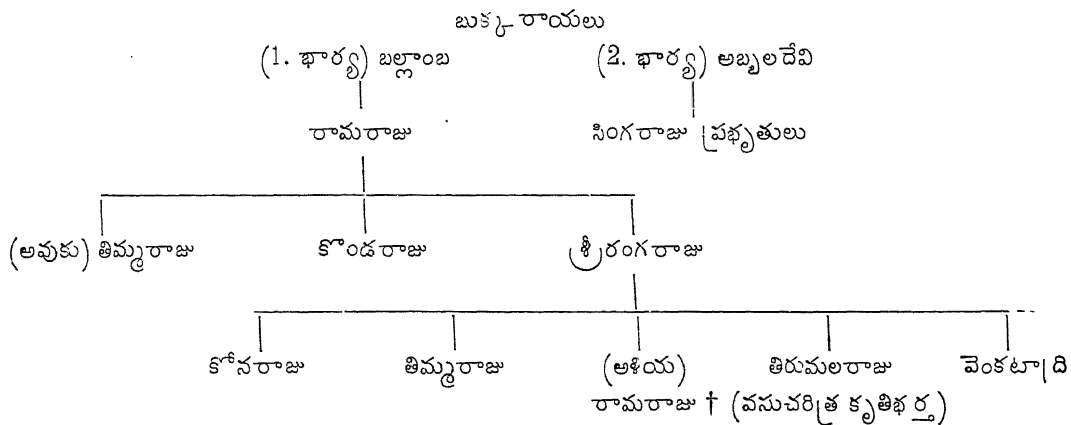 బుక్క రాయలు
(1. భార్య) బల్లాంబ (2. భార్య) అబ్బలదేవి
రామరాజు సింగరాజు ప్రభృతులు
(అవుకు) తిమ్మరాజు కొండరాజు శ్రీరంగరాజు
కోనరాజు తిమ్మరాజు (అళియ) తిరుమలరాజు వెంకటాద్రి
రామరాజు † (వసుచరిత్ర కృతిభర్త)